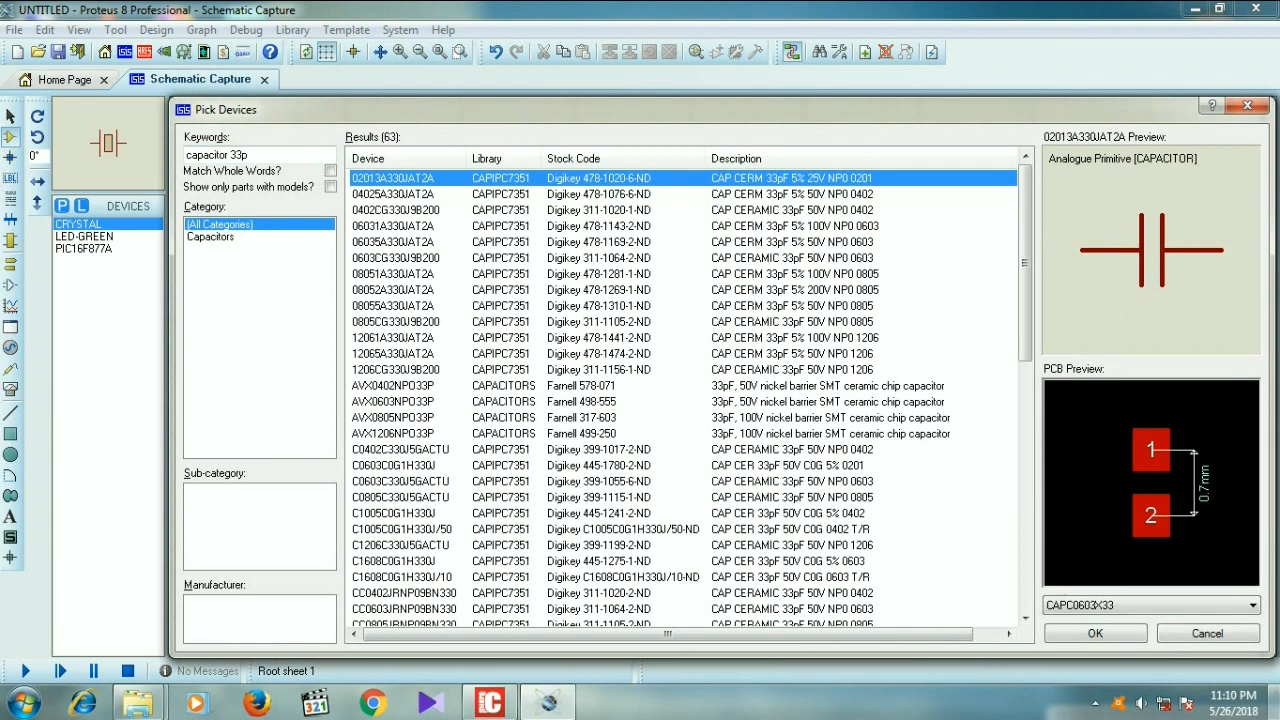 UNTITLED - Proteus 8 Professional - Schematic Capture
File Edit View Tool Design Graph Debug Library Template System Help
Home Page Schematic Capture
Pick Devices
Keywords:
capacitor 33p
Match Whole Words?
Show only parts with models?
Category:
(All Categories)
Capacitors
Sub-category:
Manufacturer:
0°
LBL
P L DEVICES
CRYSTAL
LED-GREEN
PIC16F877A
Results (63):
Device Library Stock Code Description
02013A330JAT2A CAPIPC7351 Digikey 478-1020-6-ND CAP CERM 33pF 5% 25V NP0 0201
04025A330JAT2A CAPIPC7351 Digikey 478-1076-6-ND CAP CERM 33pF 5% 50V NP0 0402
0402CG330J9B200 CAPIPC7351 Digikey 311-1020-1-ND CAP CERAMIC 33pF 50V NP0 0402
06031A330JAT2A CAPIPC7351 Digikey 478-1143-2-ND CAP CERM 33pF 5% 100V NP0 0603
06035A330JAT2A CAPIPC7351 Digikey 478-1169-2-ND CAP CERM 33pF 5% 50V NP0 0603
0603CG330J9B200 CAPIPC7351 Digikey 311-1064-2-ND CAP CERAMIC 33pF 50V NP0 0603
08051A330JAT2A CAPIPC7351 Digikey 478-1281-1-ND CAP CERM 33pF 5% 100V NP0 0805
08052A330JAT2A CAPIPC7351 Digikey 478-1269-1-ND CAP CERM 33pF 5% 200V NP0 0805
08055A330JAT2A CAPIPC7351 Digikey 478-1310-1-ND CAP CERM 33pF 5% 50V NP0 0805
0805CG330J9B200 CAPIPC7351 Digikey 311-1105-2-ND CAP CERAMIC 33pF 50V NP0 0805
12061A330JAT2A CAPIPC7351 Digikey 478-1441-2-ND CAP CERM 33pF 5% 100V NP0 1206
12065A330JAT2A CAPIPC7351 Digikey 478-1474-2-ND CAP CERM 33pF 5% 50V NP0 1206
1206CG330J9B200 CAPIPC7351 Digikey 311-1156-1-ND CAP CERAMIC 33pF 50V NP0 1206
AVX0402NPO33P CAPACITORS Farnell 578-071 33pF, 50V nickel barrier SMT ceramic chip capacitor
AVX0603NPO33P CAPACITORS Farnell 498-555 33pF, 50V nickel barrier SMT ceramic chip capacitor
AVX0805NPO33P CAPACITORS Farnell 317-603 33pF, 100V nickel barrier SMT ceramic chip capacitor
AVX1206NPO33P CAPACITORS Farnell 499-250 33pF, 100V nickel barrier SMT ceramic chip capacitor
C0402C330J5GACTU CAPIPC7351 Digikey 399-1017-2-ND CAP CERAMIC 33pF 50V NP0 0402
C0603C0G1H330J CAPIPC7351 Digikey 445-1780-2-ND CAP CER 33pF 50V C0G 5% 0201
C0603C330J5GACTU CAPIPC7351 Digikey 399-1055-6-ND CAP CERAMIC 33pF 50V NP0 0603
C0805C330J5GACTU CAPIPC7351 Digikey 399-1115-1-ND CAP CERAMIC 33pF 50V NP0 0805
C1005C0G1H330J CAPIPC7351 Digikey 445-1241-2-ND CAP CER 33pF 50V C0G 5% 0402
C1005C0G1H330J/50 CAPIPC7351 Digikey C1005C0G1H330J/50-ND CAP CER 33pF 50V C0G 0402 T/R
C1206C330J5GACTU CAPIPC7351 Digikey 399-1199-2-ND CAP CERAMIC 33pF 50V NP0 1206
C1608C0G1H330J CAPIPC7351 Digikey 445-1275-1-ND CAP CER 33pF 50V C0G 5% 0603
C1608C0G1H330J/10 CAPIPC7351 Digikey C1608C0G1H330J/10-ND CAP CER 33pF 50V C0G 0603 T/R
CC0402JRNP09BN330 CAPIPC7351 Digikey 311-1020-2-ND CAP CERAMIC 33pF 50V NP0 0402
CC0603JRNP09BN330 CAPIPC7351 Digikey 311-1064-2-ND CAP CERAMIC 33pF 50V NP0 0603
CC0805JRNP09BN330 CAPIPC7351 Digikey 311-1105-2-ND CAP CERAMIC 33pF 50V NP0 0805
02013A330JAT2A Preview:
Analogue Primitive [CAPACITOR]
PCB Preview:
1
2
0.7mm
CAPC0603X33
OK Cancel
No Messages Root sheet 1
11:10 PM
5/26/2018